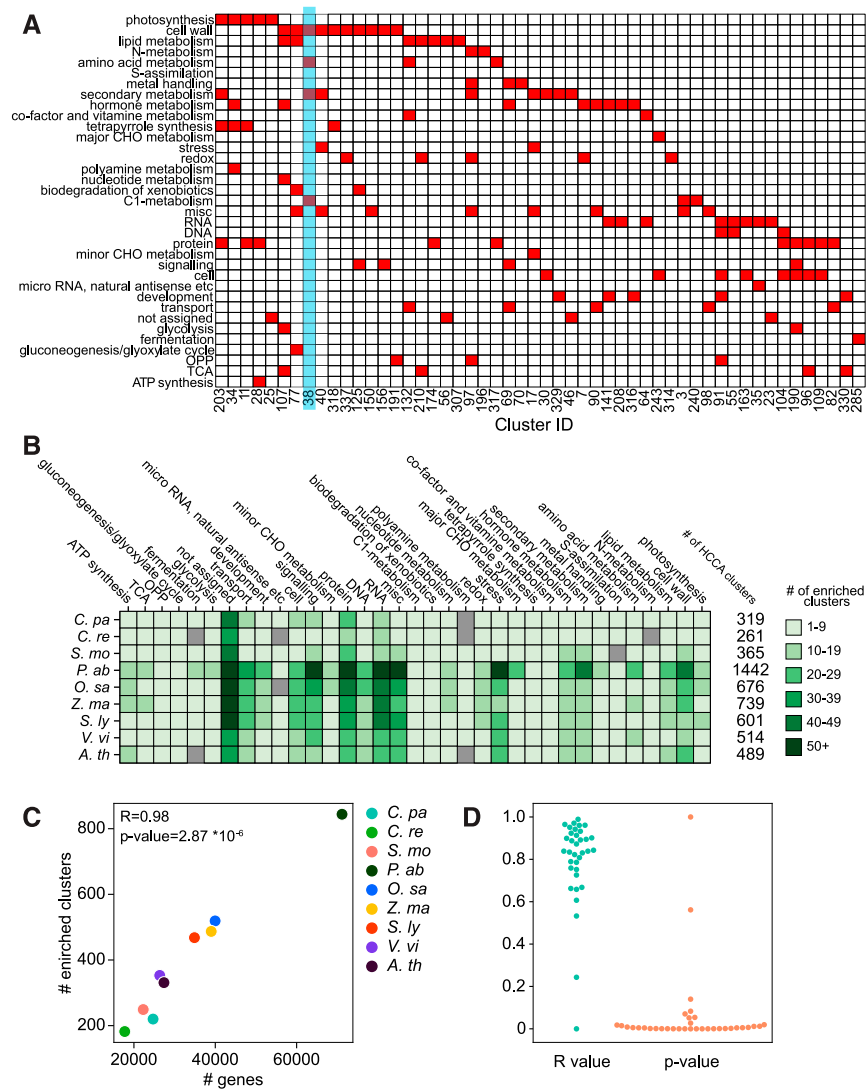 A
photosynthesis
cell wall
lipid metabolism
N-metabolism
amino acid metabolism
S-assimilation
metal handling
secondary metabolism
hormone metabolism
co-factor and vitamine metabolism
tetrapyrrole synthesis
major CHO metabolism
stress
redox
polyamine metabolism
nucleotide metabolism
biodegradation of xenobiotics
C1-metabolism
misc
RNA
DNA
protein
minor CHO metabolism
signalling
cell
micro RNA, natural antisense etc
development
transport
not assigned
glycolysis
fermentation
gluconeogenesis/glyoxylate cycle
OPP
TCA
ATP synthesis
203 34 11 28 25 107 77 38 40 318 337 125 150 156 191 132 210 174 56 307 97 196 317 69 70 17 30 329 46 7 90 141 208 316 64 243 314 3 240 98 91 55 163 35 23 104 190 96 109 82 330 285
Cluster ID
B
ATP synthesis
TCA
OPP
gluconeogenesis/glyoxylate cycle
fermentation
glycolysis
not assigned
transport
development
micro RNA, natural antisense etc
cell
signalling
minor CHO metabolism
protein
DNA
RNA
misc
C1-metabolism
biodegradation of xenobiotics
nucleotide metabolism
polyamine metabolism
redox
stress
major CHO metabolism
tetrapyrrole synthesis
co-factor and vitamine metabolism
hormone metabolism
secondary metabolism
metal handling
S-assimilation
amino acid metabolism
N-metabolism
lipid metabolism
cell wall
photosynthesis
# of HCCA clusters
C. pa 319
C. re 261
S. mo 365
P. ab 1442
O. sa 676
Z. ma 739
S. ly 601
V. vi 514
A. th 489
# of enriched
clusters
1-9
10-19
20-29
30-39
40-49
50+
C
R=0.98
p-value=2.87 *10-6
800
600
400
200
# enirched clusters
20000 40000 60000
# genes
C. pa
C. re
S. mo
P. ab
O. sa
Z. ma
S. ly
V. vi
A. th
D
1.0
0.8
0.6
0.4
0.2
0
R value p-value